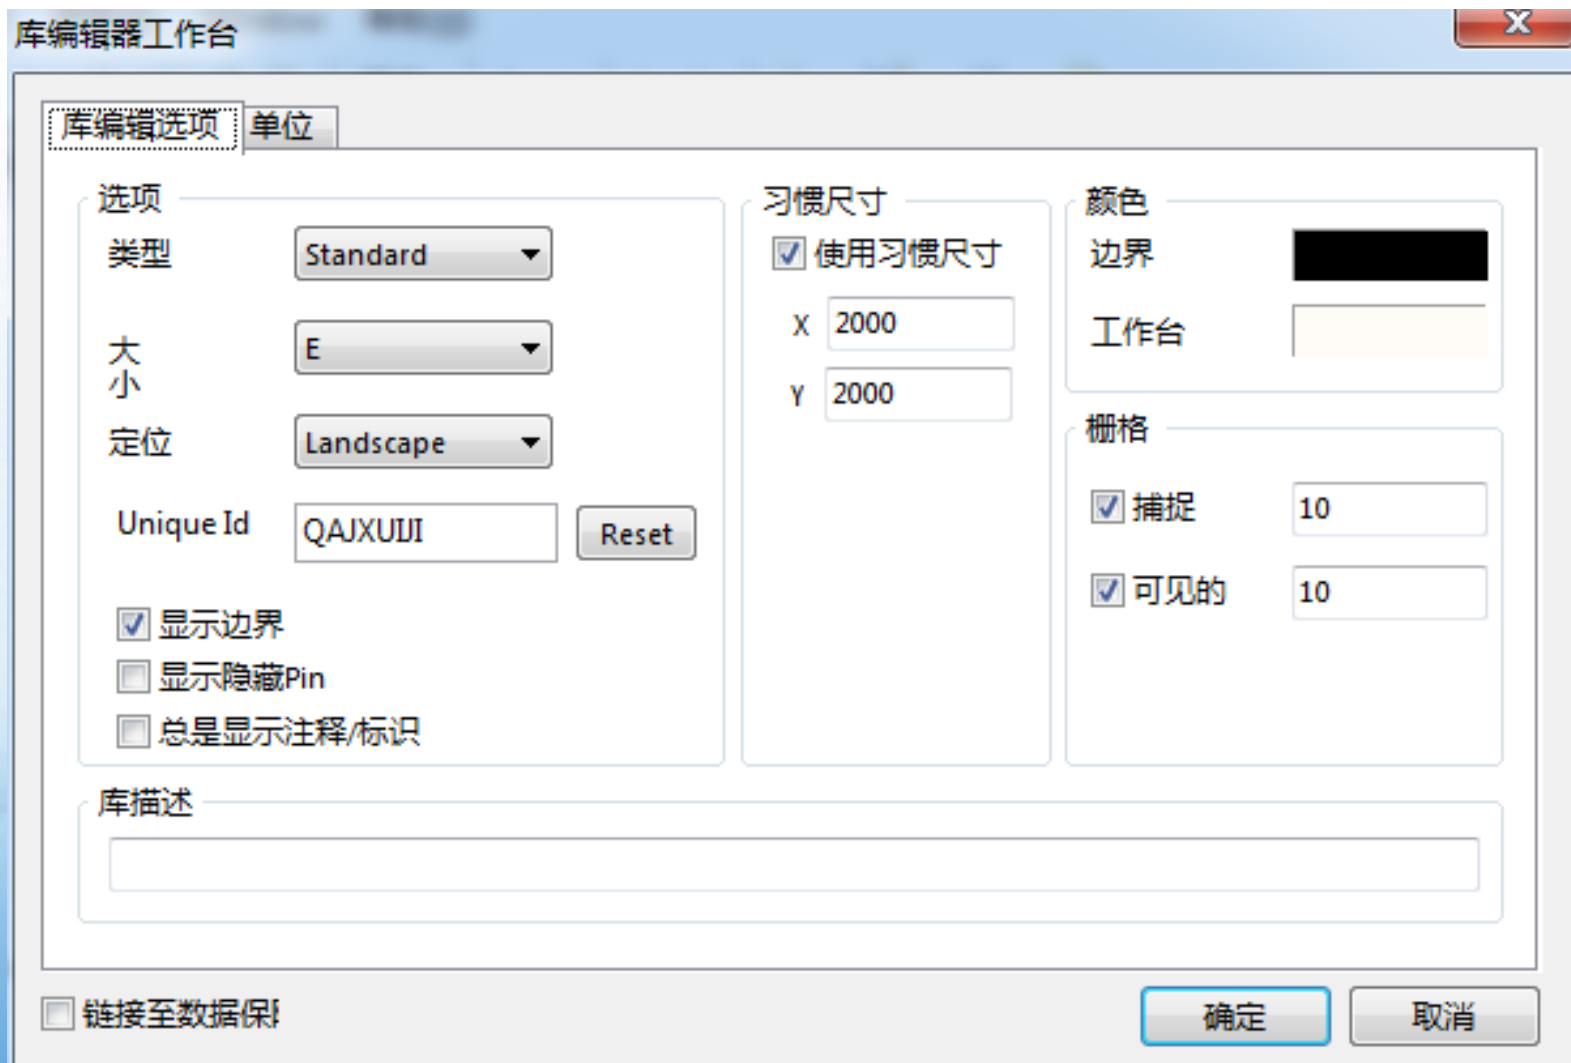 库编辑器工作台
库编辑选项 单位
选项
类型 Standard
大
小
E
定位 Landscape
Unique Id QAJXUIJI Reset
显示边界
显示隐藏Pin
总是显示注释/标识
习惯尺寸
使用习惯尺寸
X 2000
Y 2000
颜色
边界
工作台
栅格
捕捉 10
可见的 10
库描述
链接至数据保
确定 取消